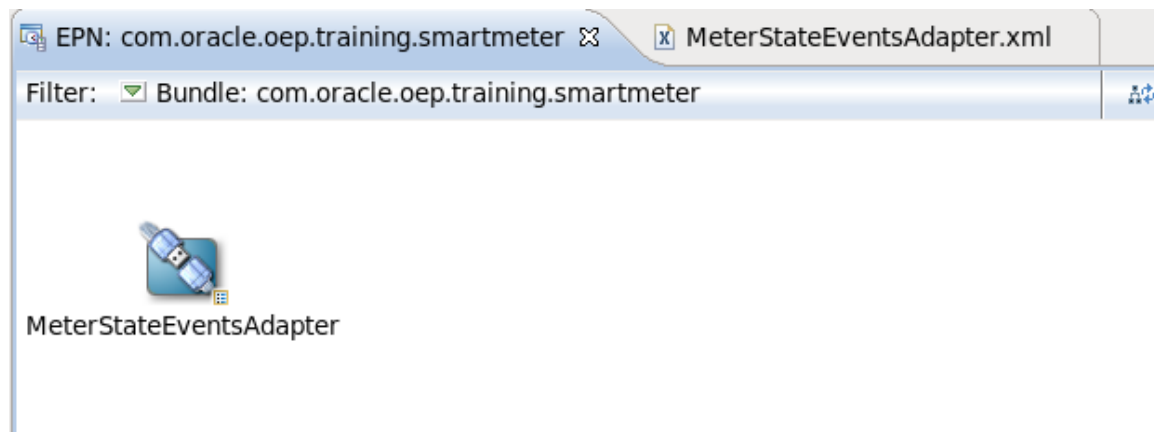 EPN: com.oracle.oep.training.smartmeter
MeterStateEventsAdapter.xml
Filter: Bundle: com.oracle.oep.training.smartmeter
MeterStateEventsAdapter